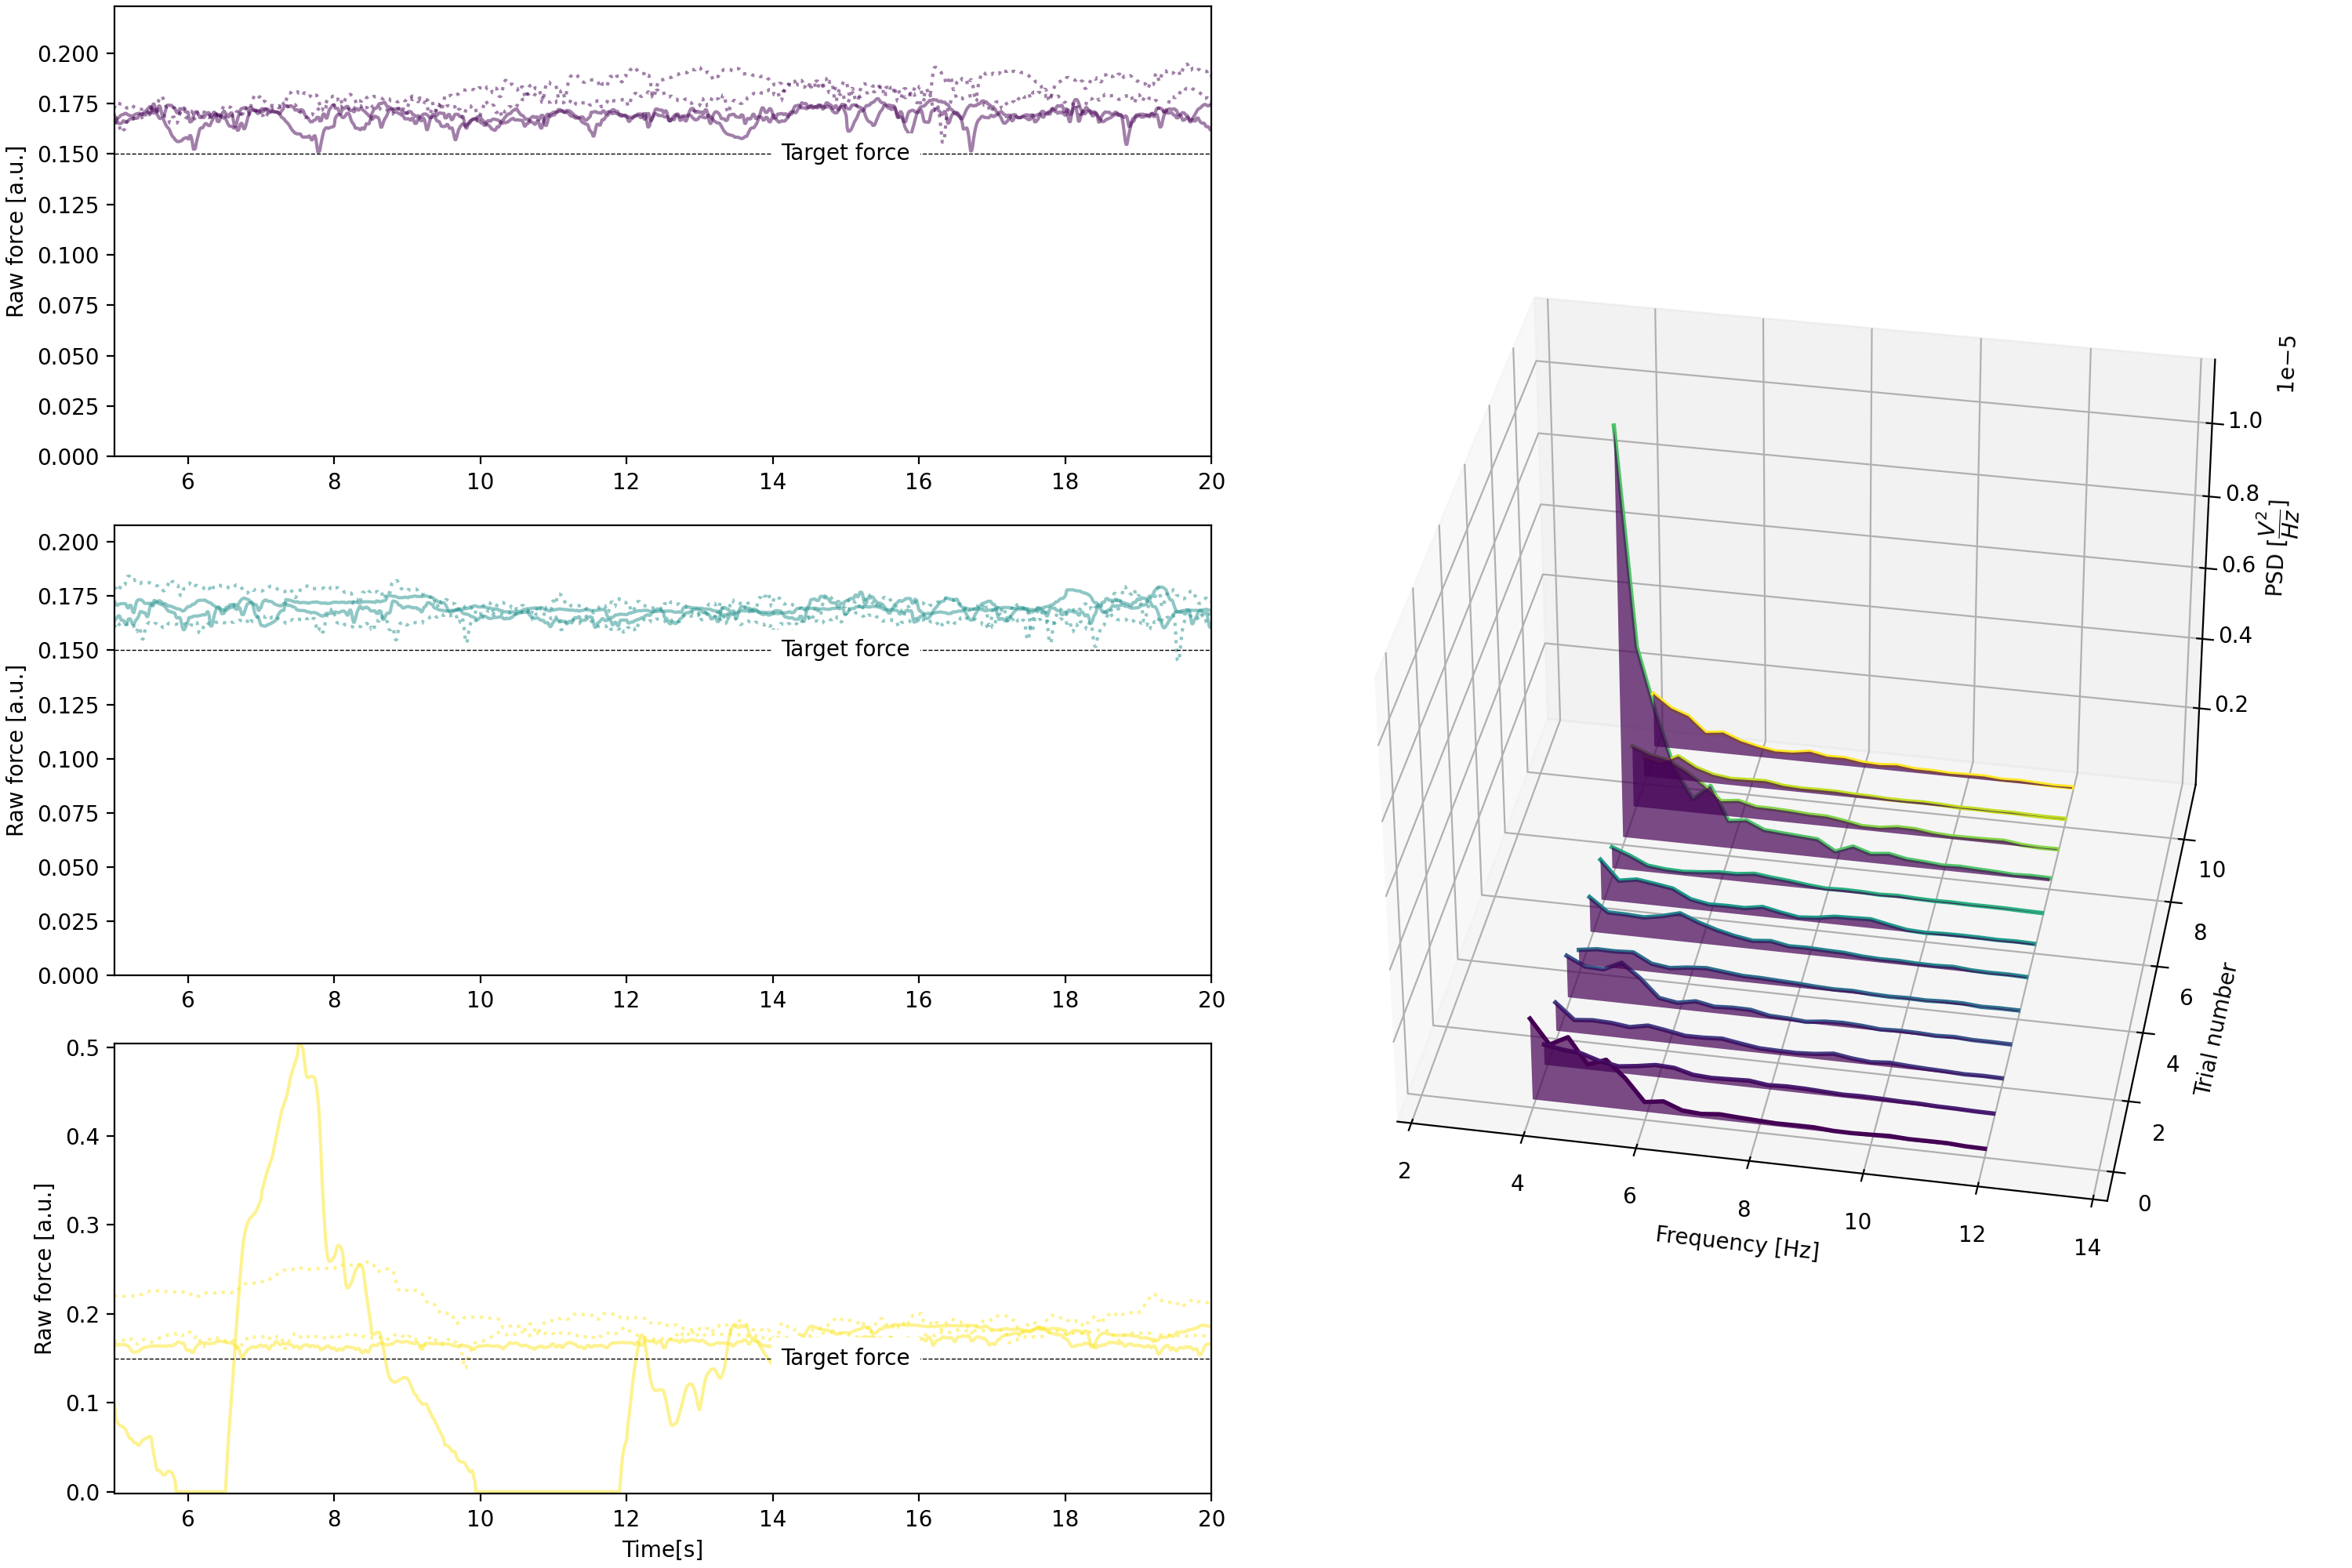 Raw force [a.u.]
0.200
0.175
0.150
0.125
0.100
0.075
0.050
0.025
0.000
Target force
6 8 10 12 14 16 18 20
Raw force [a.u.]
0.200
0.175
0.150
0.125
0.100
0.075
0.050
0.025
0.000
Target force
6 8 10 12 14 16 18 20
Raw force [a.u.]
0.5
0.4
0.3
0.2
0.1
0.0
Target force
6 8 10 12 14 16 18 20
Time[s]
1e−5
1.0
0.8
0.6
0.4
0.2
PSD [V²/Hz]
10
8
6
4
2
0
Trial number
2 4 6 8 10 12 14
Frequency [Hz]